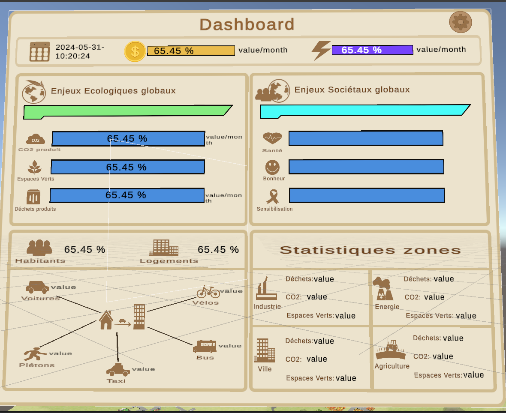 Dashboard
2024-05-31-
10:20:24
65.45 %
value/month
65.45 %
value/month
Enjeux Ecologiques globaux
Enjeux Sociétaux globaux
65.45 %
value/mon
th
CO2 produit
Santé
65.45 %
Espaces Verts
Bonheur
65.45 %
value/mon
th
Déchets produits
Sensibilisation
65.45 %
65.45 %
Habitants
Logements
Statistiques zones
value
Voitures
value
Vélos
value
Piétons
value
Bus
value
Taxi
Déchets:value
CO2: value
Industrie
Espaces Verts:value
Déchets: value
CO2: value
Energie
Espaces Verts: value
Déchets:value
CO2: value
Ville
Espaces Verts:value
Déchets: value
CO2: value
Agriculture
Espaces Verts:value